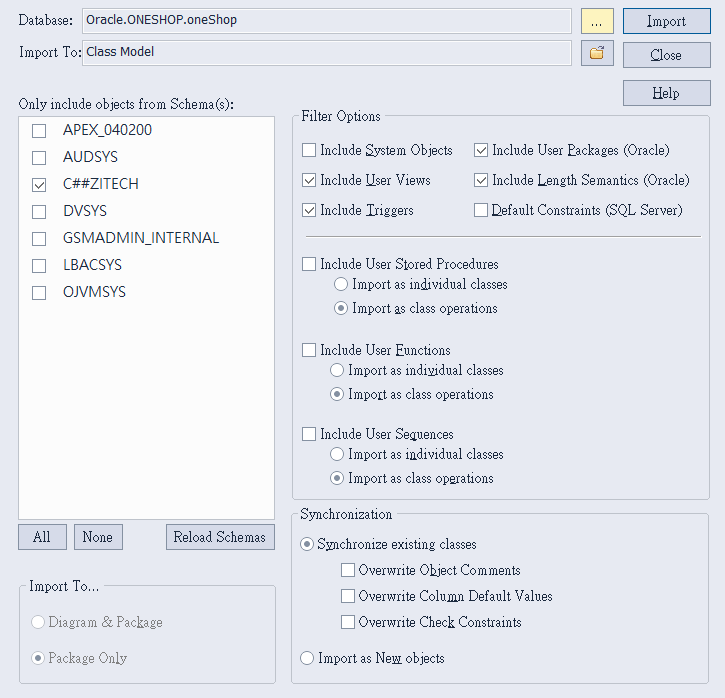 Database: Oracle.ONESHOP.oneShop ... Import
Import To: Class Model Close
Help
Only include objects from Schema(s):
APEX_040200
AUDSYS
C##ZITECH
DVSYS
GSMADMIN_INTERNAL
LBACSYS
OJVMSYS
All None Reload Schemas
Import To...
Diagram & Package
Package Only
Filter Options
Include System Objects Include User Packages (Oracle)
Include User Views Include Length Semantics (Oracle)
Include Triggers Default Constraints (SQL Server)
Include User Stored Procedures
Import as individual classes
Import as class operations
Include User Functions
Import as individual classes
Import as class operations
Include User Sequences
Import as individual classes
Import as class operations
Synchronization
Synchronize existing classes
Overwrite Object Comments
Overwrite Column Default Values
Overwrite Check Constraints
Import as New objects